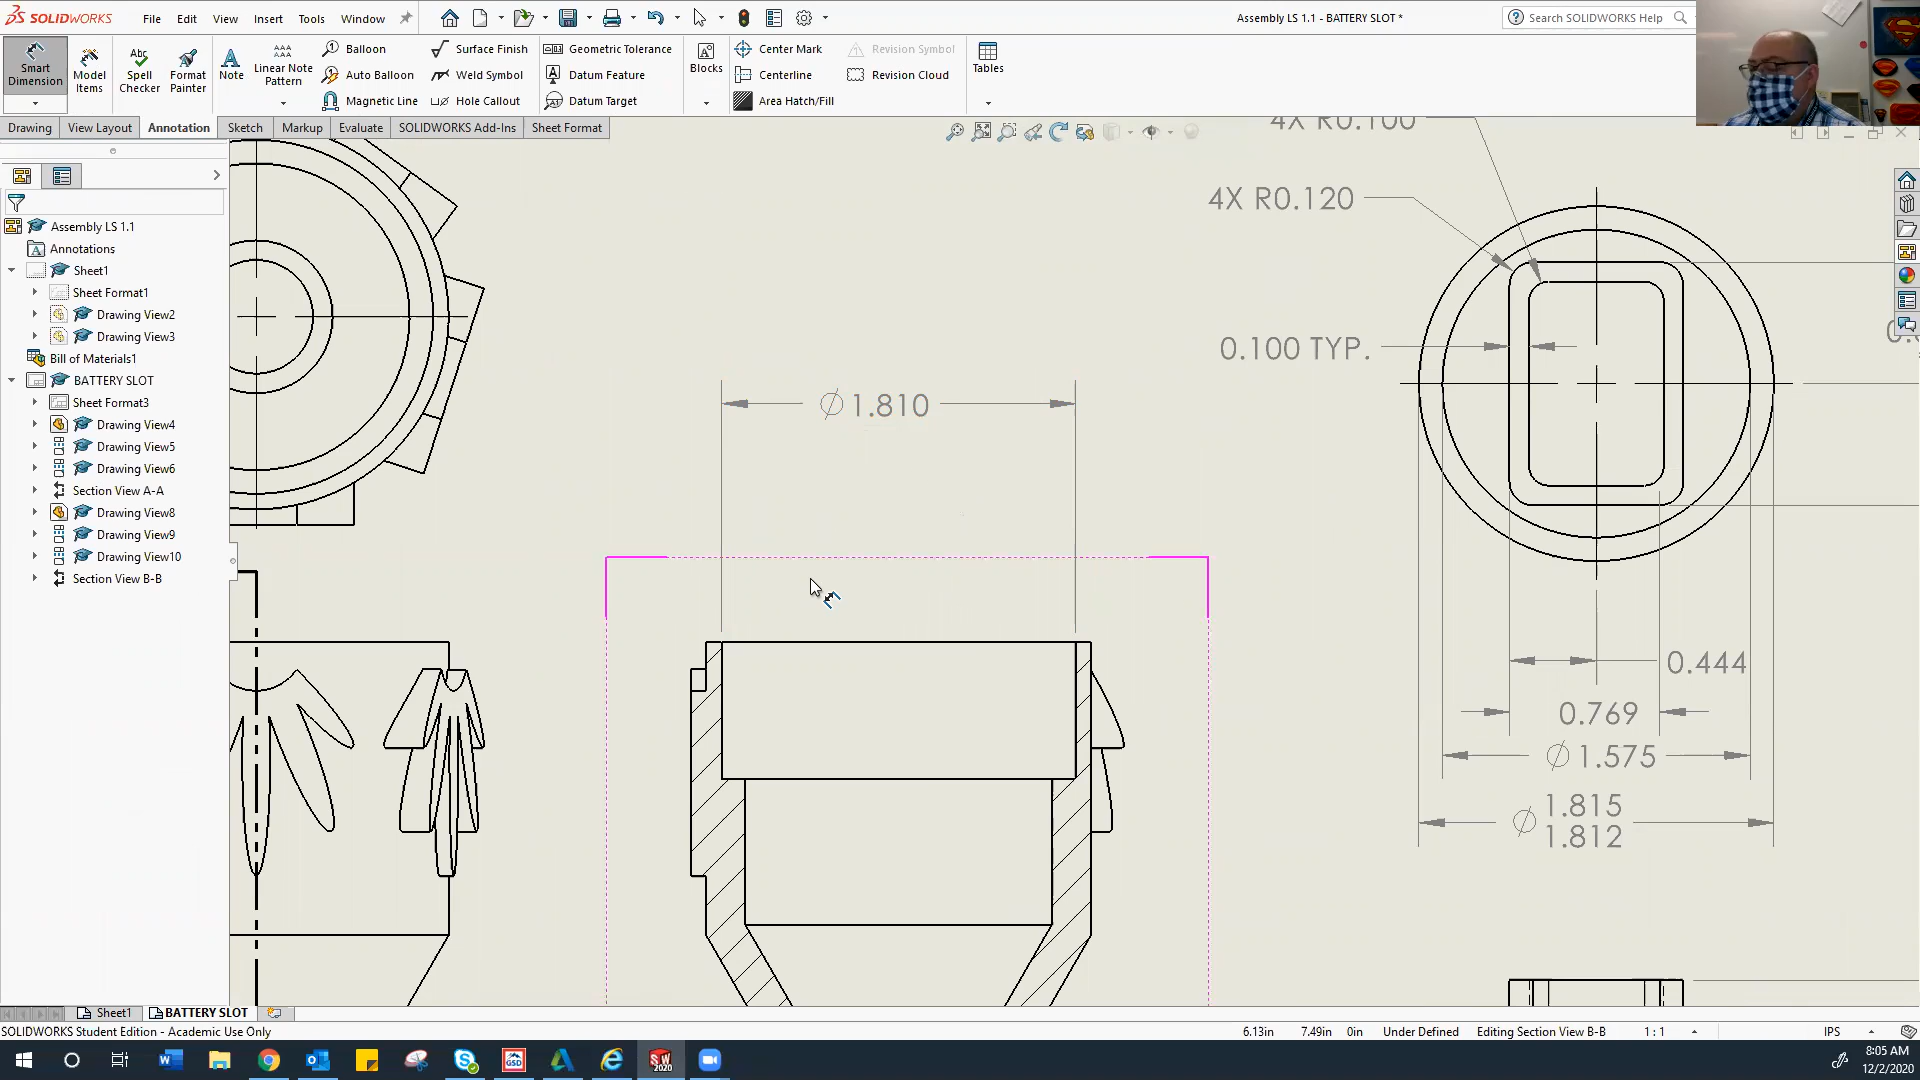 SOLIDWORKS
File Edit View Insert Tools Window
Assembly LS 1.1 - BATTERY SLOT *
Search SOLIDWORKS Help
Smart Dimension
Model Items
Abc
Spell Checker
Format Painter
Note
Linear Note Pattern
Balloon
Auto Balloon
Magnetic Line
Surface Finish
Weld Symbol
Hole Callout
Geometric Tolerance
Datum Feature
Datum Target
Blocks
Center Mark
Centerline
Area Hatch/Fill
Revision Symbol
Revision Cloud
Tables
Drawing View Layout Annotation Sketch Markup Evaluate SOLIDWORKS Add-Ins Sheet Format
Assembly LS 1.1
Annotations
Sheet1
Sheet Format1
Drawing View2
Drawing View3
Bill of Materials1
BATTERY SLOT
Sheet Format3
Drawing View4
Drawing View5
Drawing View6
Section View A-A
Drawing View8
Drawing View9
Drawing View10
Section View B-B
4X R0.100
4X R0.120
0.100 TYP.
∅ 1.810
0.444
0.769
∅ 1.575
∅ 1.815
1.812
Sheet1 BATTERY SLOT
SOLIDWORKS Student Edition - Academic Use Only
6.13in 7.49in 0in Under Defined Editing Section View B-B 1 : 1 IPS
8:05 AM
12/2/2020